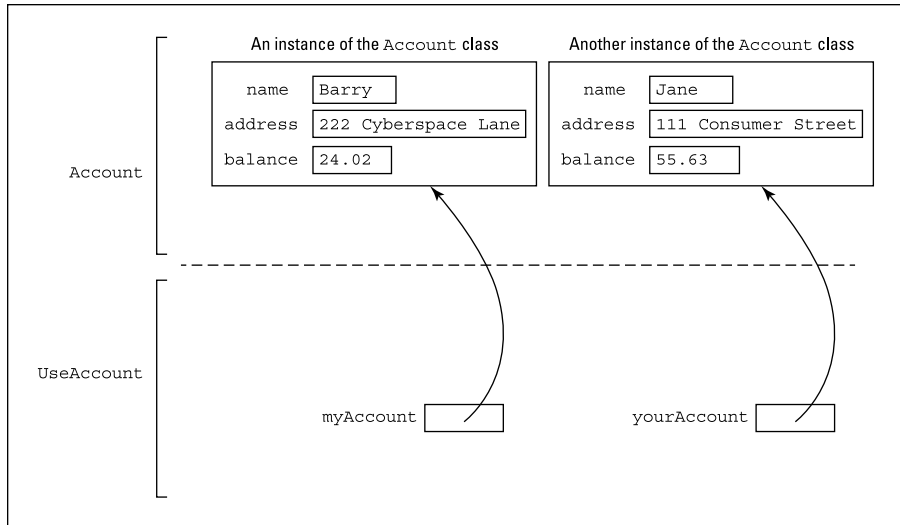 An instance of the Account class
Another instance of the Account class
name Barry
address 222 Cyberspace Lane
balance 24.02
name Jane
address 111 Consumer Street
balance 55.63
Account
UseAccount
myAccount
yourAccount